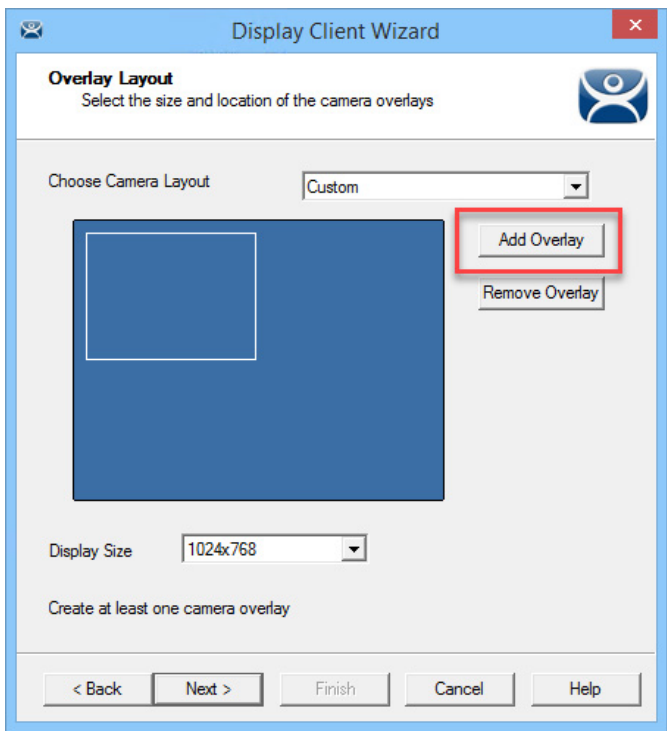 Display Client Wizard
Overlay Layout
Select the size and location of the camera overlays
Choose Camera Layout
Custom
Add Overlay
Remove Overlay
Display Size
1024x768
Create at least one camera overlay
< Back
Next >
Finish
Cancel
Help